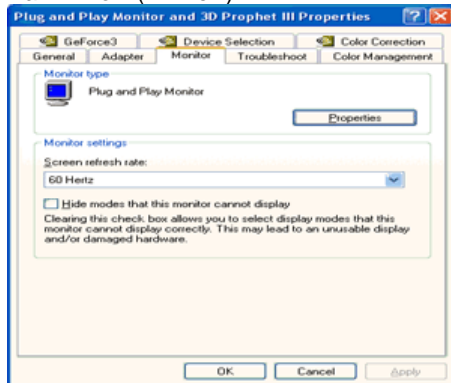 Plug and Play Monitor and 3D Prophet III Properties
GeForce3 Device Selection Color Correction
General Adapter Monitor Troubleshoot Color Management
Monitor type
Plug and Play Monitor
Properties
Monitor settings
Screen refresh rate:
60 Hertz
Hide modes that this monitor cannot display
Clearing this check box allows you to select display modes that this
monitor cannot display correctly. This may lead to an unusable display
and/or damaged hardware.
OK Cancel Apply